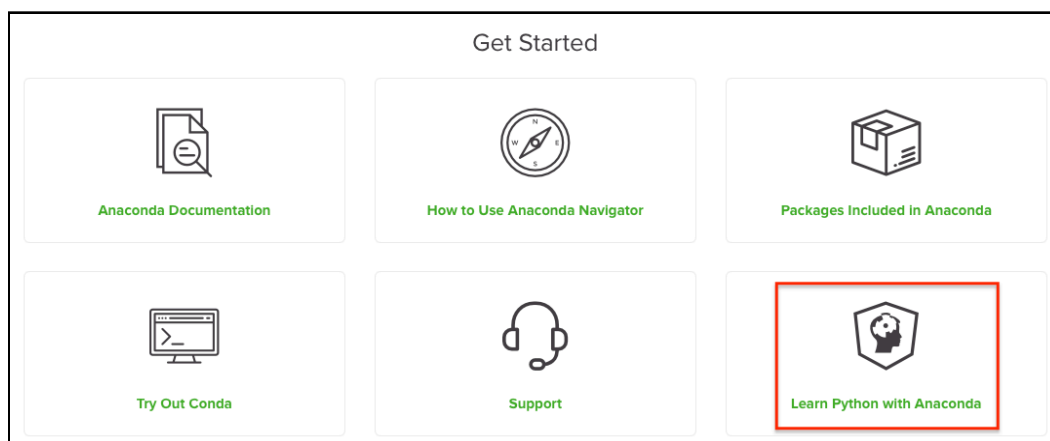 Get Started
N
W E
S
Anaconda Documentation
How to Use Anaconda Navigator
Packages Included in Anaconda
>_
Try Out Conda
Support
Learn Python with Anaconda